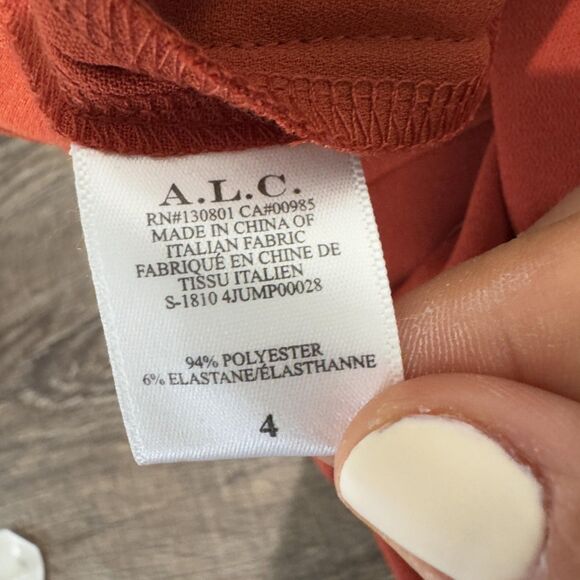 A.L.C.
RN#130801 CA#00985
MADE IN CHINA OF
ITALIAN FABRIC
FABRIQUÉ EN CHINE DE
TISSU ITALIEN
S-1810 4JUMP00028
94% POLYESTER
6% ELASTANE/ÉLASTHANNE
4